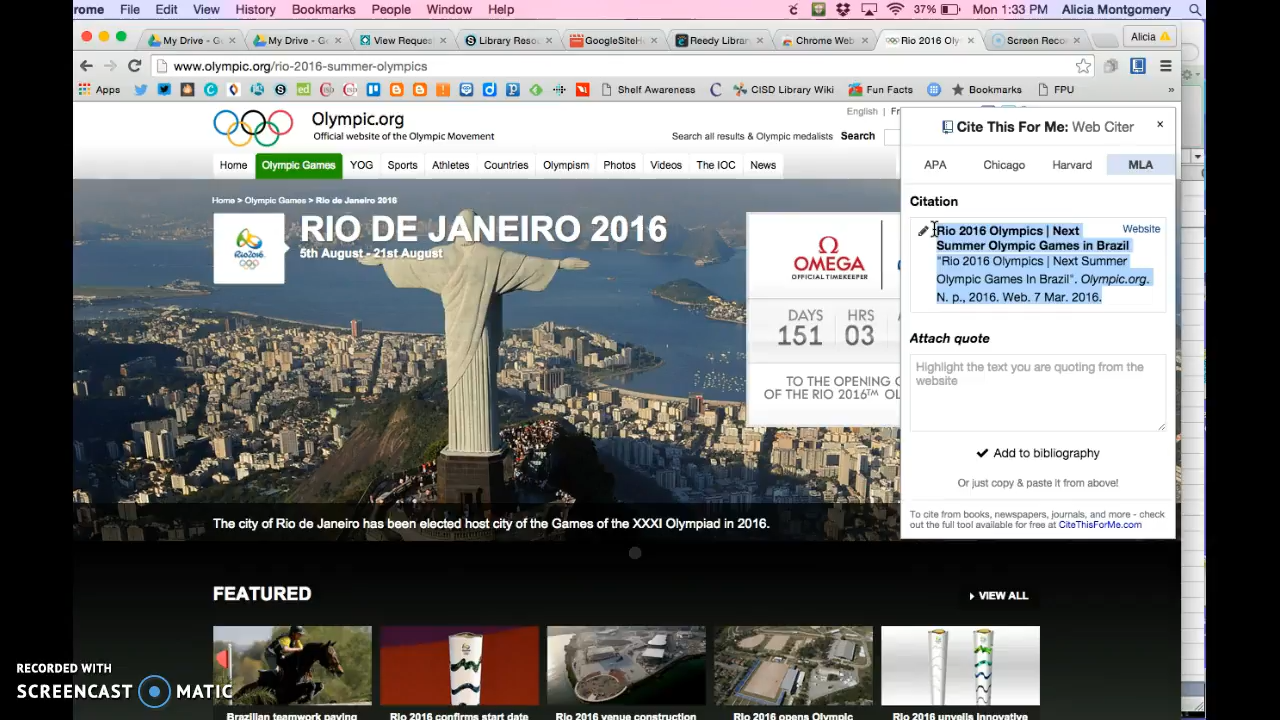 rome File Edit View History Bookmarks People Window Help 37% Mon 1:33 PM Alicia Montgomery
My Drive - G My Drive - G View Reques Library Reso GoogleSiteH Reedy Librar Chrome Web Rio 2016 Oly Screen Reco Alicia
www.olympic.org/rio-2016-summer-olympics
Apps Shelf Awareness CISD Library Wiki Fun Facts Bookmarks FPU »
Olympic.org
Official website of the Olympic Movement
English Fr
Search all results & Olympic medalists Search
Home Olympic Games YOG Sports Athletes Countries Olympism Photos Videos The IOC News
Home > Olympic Games > Rio de Janeiro 2016
RIO DE JANEIRO 2016
5th August - 21st August
rio2016
OMEGA
OFFICIAL TIMEKEEPER
DAYS HRS
151 03
TO THE OPENING
OF THE RIO 2016™ OL
The city of Rio de Janeiro has been elected host city of the Games of the XXXI Olympiad in 2016.
FEATURED
VIEW ALL
Brazilian teamwork paying
Rio 2016 confirms start date
Rio 2016 venue construction
Rio 2016 opens Olympic
Rio 2016 unveils innovative
Cite This For Me: Web Citer ×
APA Chicago Harvard MLA
Citation
Rio 2016 Olympics | Next Website
Summer Olympic Games in Brazil
"Rio 2016 Olympics | Next Summer
Olympic Games In Brazil". Olympic.org.
N. p., 2016. Web. 7 Mar. 2016.
Attach quote
Highlight the text you are quoting from the
website
Add to bibliography
Or just copy & paste it from above!
To cite from books, newspapers, journals, and more - check
out the full tool available for free at CiteThisForMe.com
RECORDED WITH
SCREENCAST MATIC